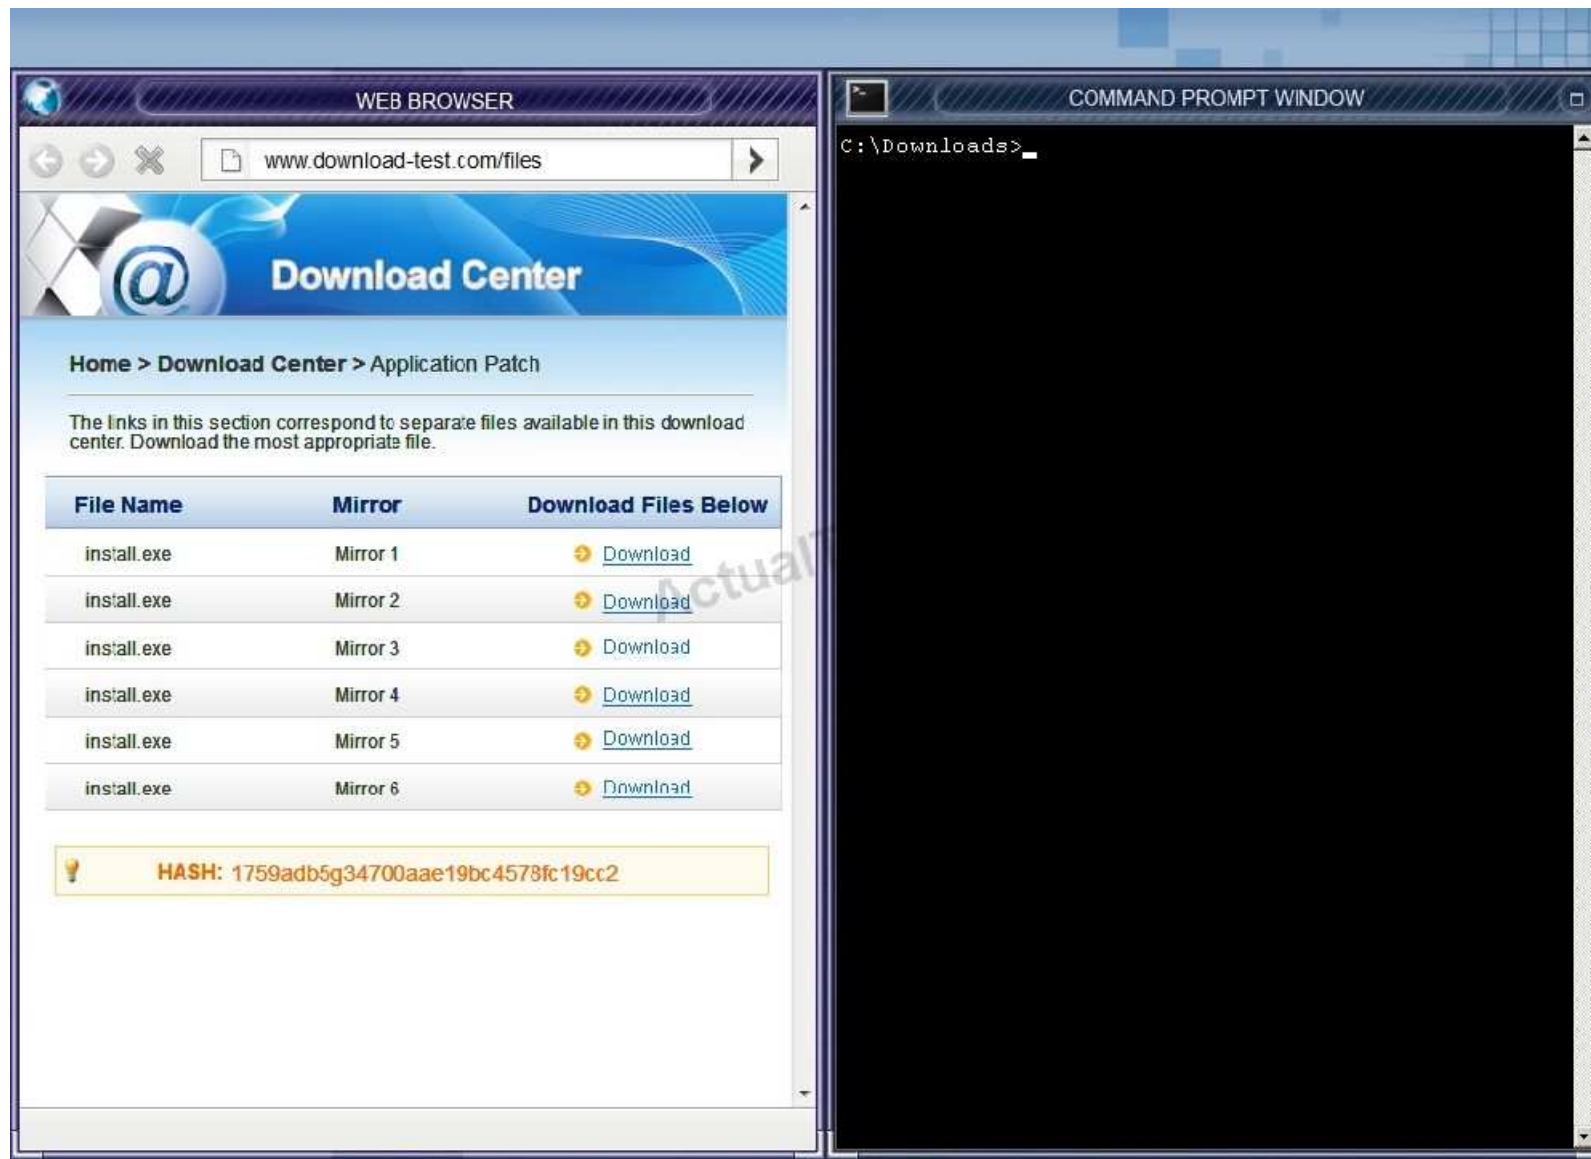 WEB BROWSER
www.download-test.com/files
@
Download Center
Home > Download Center > Application Patch
The links in this section correspond to separate files available in this download
center. Download the most appropriate file.
File Name Mirror Download Files Below
install.exe Mirror 1 Download
install.exe Mirror 2 Download
install.exe Mirror 3 Download
install.exe Mirror 4 Download
install.exe Mirror 5 Download
install.exe Mirror 6 Download
HASH: 1759adb5g34700aae19bc4578fc19cc2
COMMAND PROMPT WINDOW
C:\Downloads>_